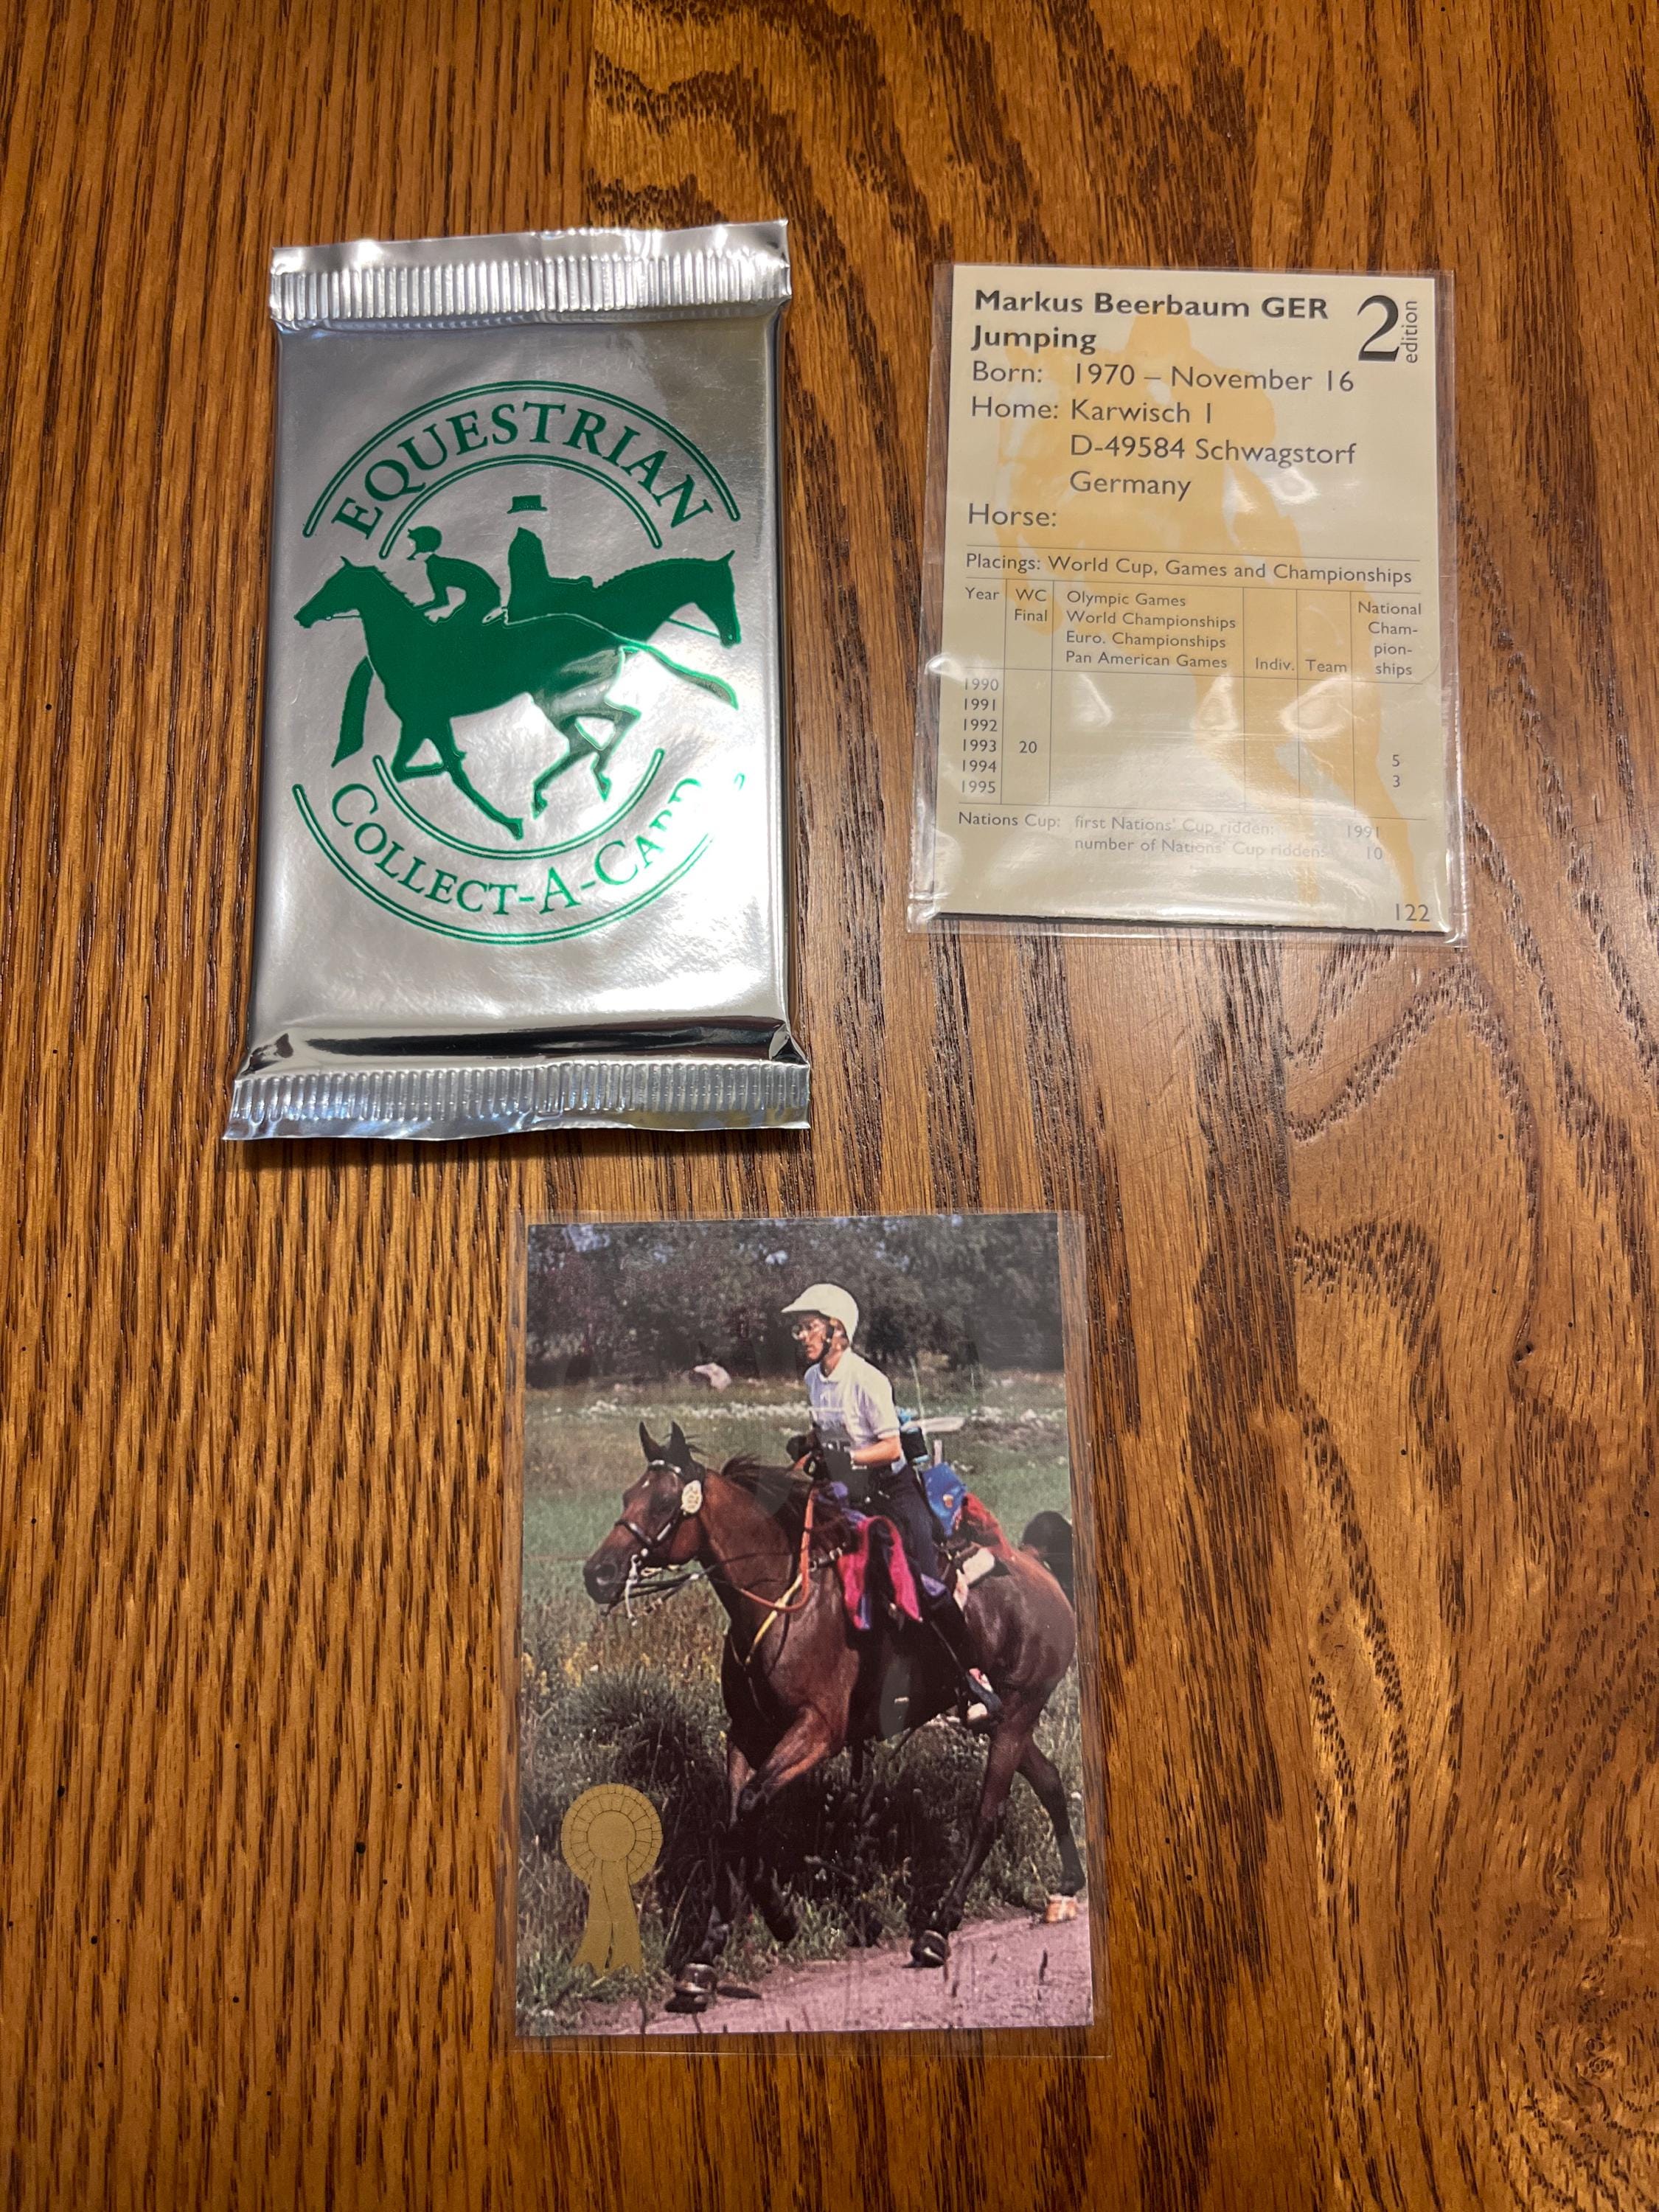 EQUESTRIAN
COLLECT-A-CARD
Markus Beerbaum GER
2 edition
Jumping
Born: 1970 – November 16
Home: Karwisch 1
D-49584 Schwagstorf
Germany
Horse:
Placings: World Cup, Games and Championships
Year
WC
Final
Olympic Games
World Championships
Euro. Championships
Pan American Games
Indiv.
Team
National
Cham-
pion-
ships
1990
1991
1992
1993 20
1994 5
1995 3
Nations Cup: first Nations' Cup ridden: 1991
number of Nations' Cup ridden: 10
122